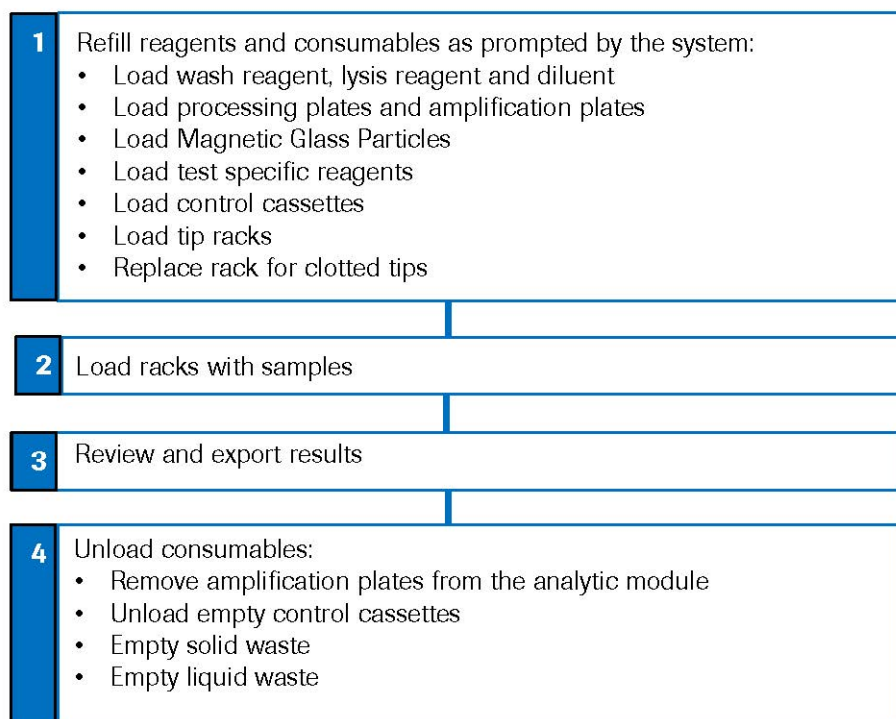 1 Refill reagents and consumables as prompted by the system:
• Load wash reagent, lysis reagent and diluent
• Load processing plates and amplification plates
• Load Magnetic Glass Particles
• Load test specific reagents
• Load control cassettes
• Load tip racks
• Replace rack for clotted tips
2 Load racks with samples
3 Review and export results
4 Unload consumables:
• Remove amplification plates from the analytic module
• Unload empty control cassettes
• Empty solid waste
• Empty liquid waste